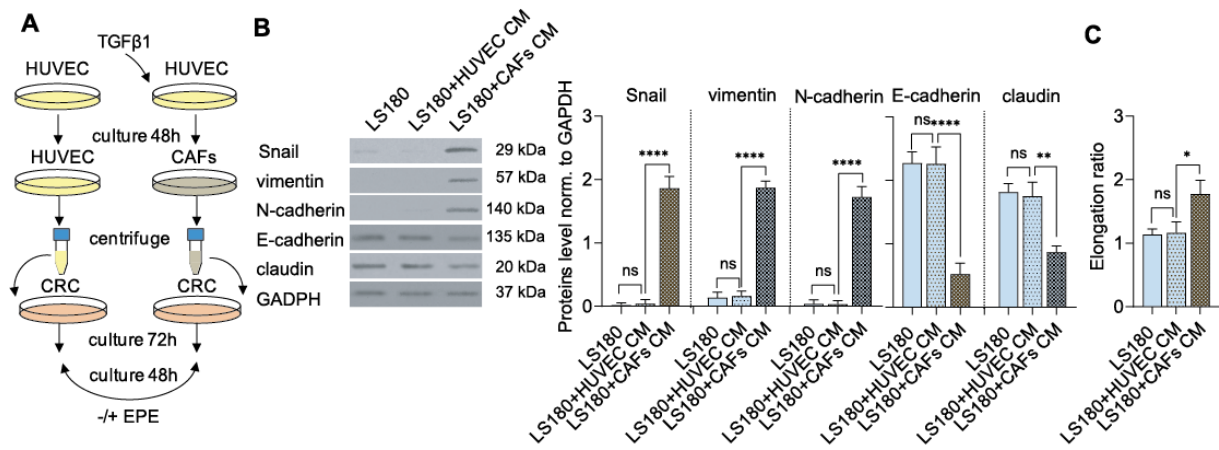 A
TGFβ1
HUVEC HUVEC
culture 48h
HUVEC CAFs
centrifuge
CRC CRC
culture 72h
culture 48h
-/+ EPE
B
LS180
LS180+HUVEC CM
LS180+CAFs CM
Snail 29 kDa
vimentin 57 kDa
N-cadherin 140 kDa
E-cadherin 135 kDa
claudin 20 kDa
GADPH 37 kDa
Proteins level norm. to GAPDH
3
2
1
0
Snail
ns ****
LS180
LS180+HUVEC CM
LS180+CAFs CM
vimentin
ns ****
LS180
LS180+HUVEC CM
LS180+CAFs CM
N-cadherin
ns ****
LS180
LS180+HUVEC CM
LS180+CAFs CM
E-cadherin
ns ****
LS180
LS180+HUVEC CM
LS180+CAFs CM
claudin
ns **
LS180
LS180+HUVEC CM
LS180+CAFs CM
C
Elongation ratio
3
2
1
0
ns *
LS180
LS180+HUVEC CM
LS180+CAFs CM